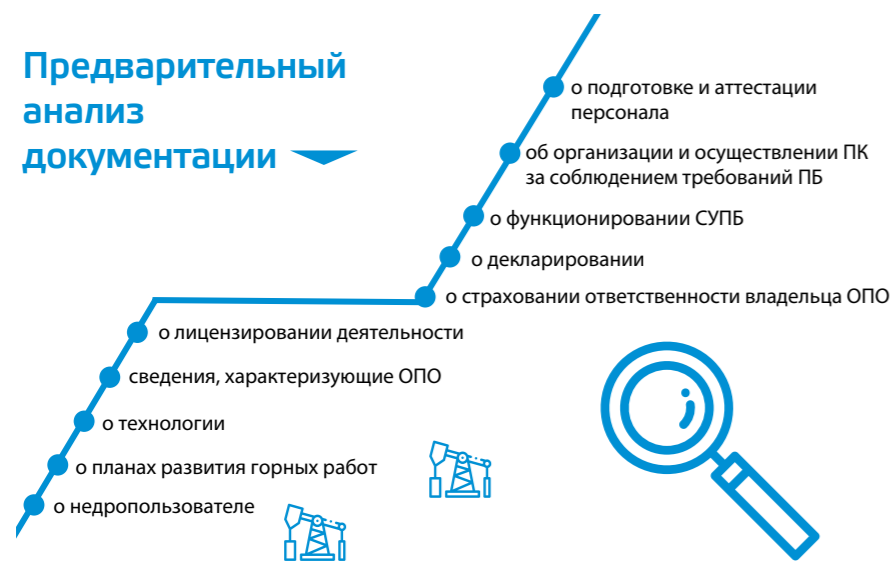 Предварительный
анализ
документации
о подготовке и аттестации
персонала
об организации и осуществлении ПК
за соблюдением требований ПБ
о функционировании СУПБ
о декларировании
о страховании ответственности владельца ОПО
о лицензировании деятельности
сведения, характеризующие ОПО
о технологии
о планах развития горных работ
о недропользователе